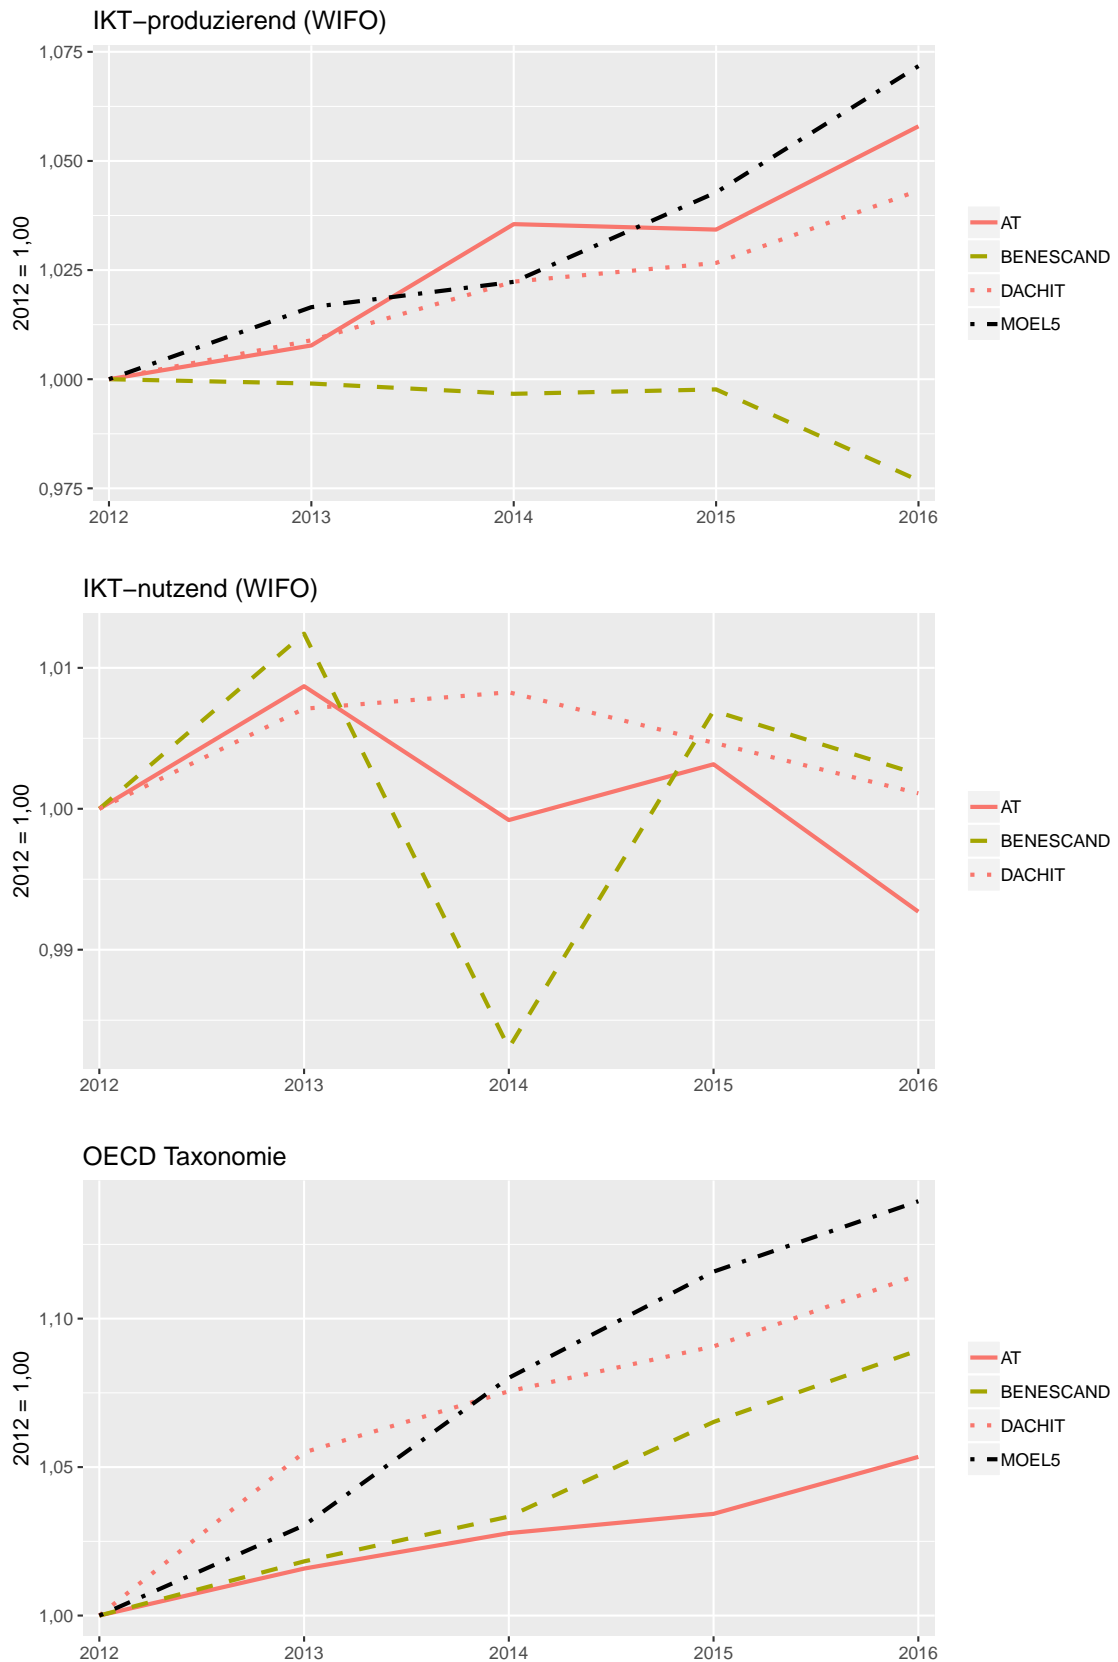 IKT−produzierend (WIFO)
1,075
1,050
1,025
1,000
0,975
2012 = 1,00
2012 2013 2014 2015 2016
AT
BENESCAND
DACHIT
MOEL5
IKT−nutzend (WIFO)
1,01
1,00
0,99
2012 = 1,00
2012 2013 2014 2015 2016
AT
BENESCAND
DACHIT
OECD Taxonomie
1,10
1,05
1,00
2012 = 1,00
2012 2013 2014 2015 2016
AT
BENESCAND
DACHIT
MOEL5